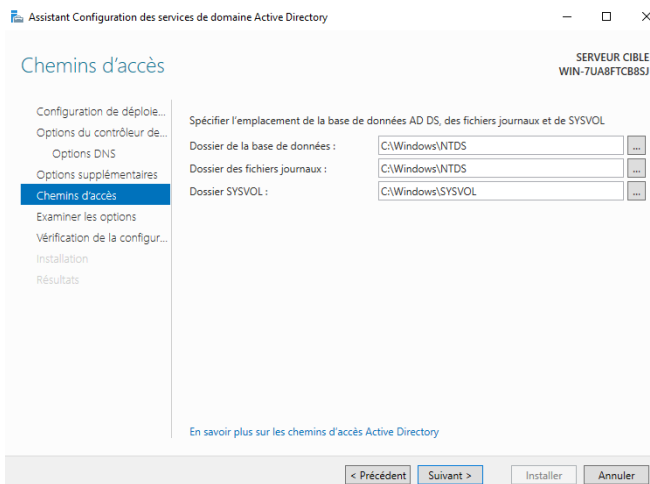 Assistant Configuration des services de domaine Active Directory
Chemins d'accès
SERVEUR CIBLE
WIN-7UA8FTCB8SJ
Configuration de déploie...
Options du contrôleur de...
Options DNS
Options supplémentaires
Chemins d'accès
Examiner les options
Vérification de la configur...
Installation
Résultats
Spécifier l'emplacement de la base de données AD DS, des fichiers journaux et de SYSVOL
Dossier de la base de données : C:\Windows\NTDS ...
Dossier des fichiers journaux : C:\Windows\NTDS ...
Dossier SYSVOL : C:\Windows\SYSVOL ...
En savoir plus sur les chemins d'accès Active Directory
< Précédent Suivant > Installer Annuler